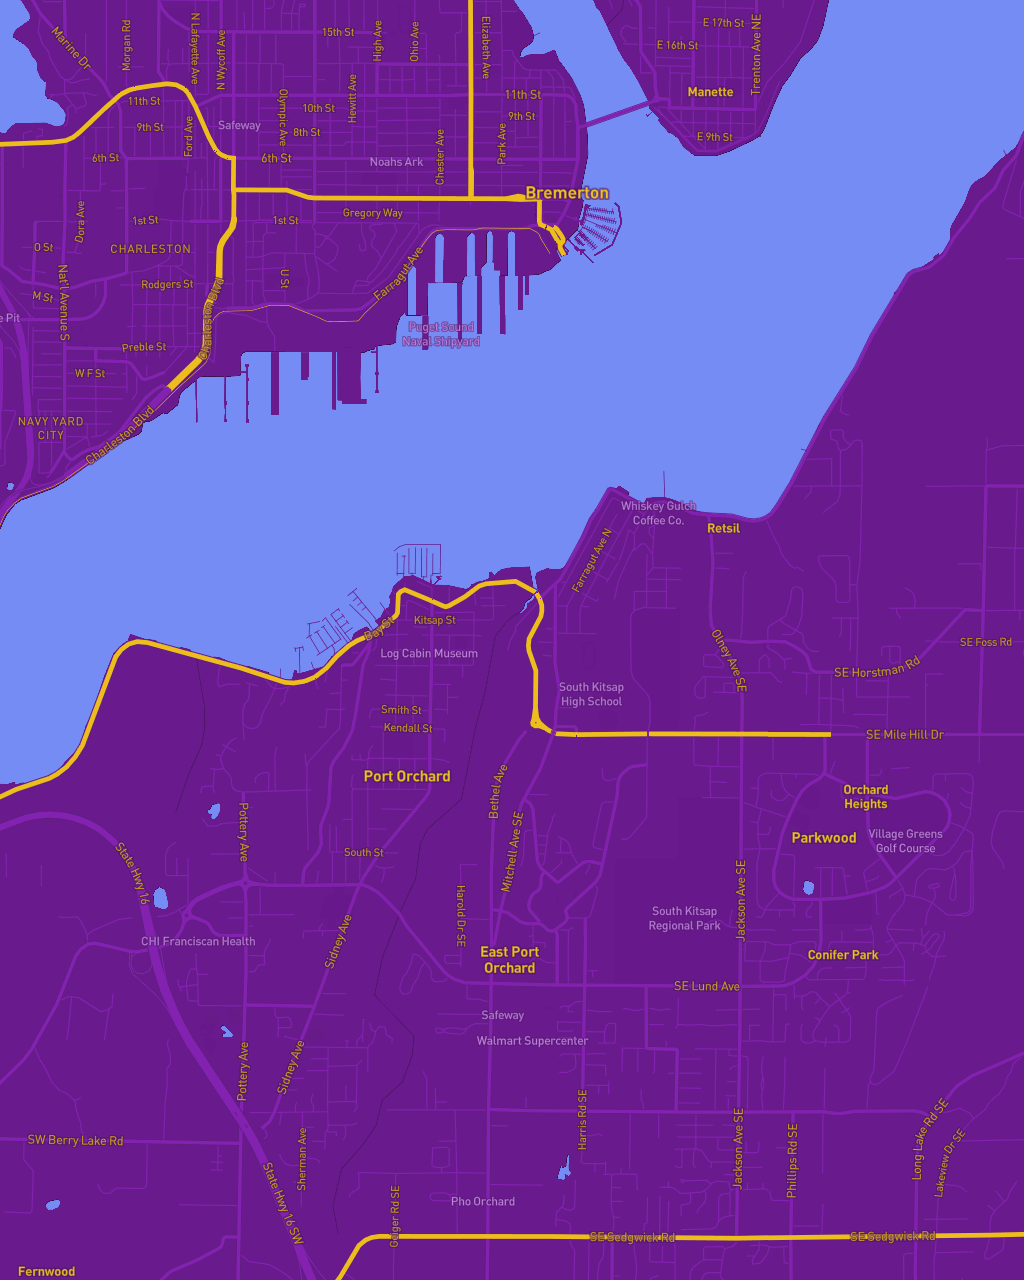 Marine Dr
Morgan Rd
N Lafayette Ave
N Wycoff Ave
15th St
High Ave
Ohio Ave
Elizabeth Ave
E 17th St
E 16th St
Trenton Ave NE
Manette
11th St
Olympic Ave
Hewitt Ave
10th St
11th St
9th St
Ford Ave
Safeway
8th St
9th St
E 9th St
6th St
6th St
Noahs Ark
Chester Ave
Park Ave
Bremerton
Dora Ave
1st St
1st St
Gregory Way
O St
CHARLESTON
Nat'l Avenue S
M St
Rodgers St
U St
Farragut Ave
e Pit
Charleston Blvd
Puget Sound
Naval Shipyard
Preble St
W F St
NAVY YARD
CITY
Charleston Blvd
Whiskey Gulch
Coffee Co.
Retsil
Farragut Ave N
Bay St
Kitsap St
Log Cabin Museum
Olney Ave SE
SE Foss Rd
SE Horstman Rd
South Kitsap
High School
Smith St
Kendall St
SE Mile Hill Dr
Port Orchard
Bethel Ave
Orchard
Heights
Pottery Ave
Mitchell Ave SE
Parkwood
Village Greens
Golf Course
State Hwy 16
South St
Harold Dr SE
Jackson Ave SE
South Kitsap
Regional Park
CHI Franciscan Health
Sidney Ave
East Port
Orchard
Conifer Park
SE Lund Ave
Safeway
Walmart Supercenter
Pottery Ave
Sidney Ave
Harris Rd SE
Long Lake Rd SE
SW Berry Lake Rd
Sherman Ave
Jackson Ave SE
Phillips Rd SE
Lakeview Dr SE
State Hwy 16 SW
Geiger Rd SE
Pho Orchard
SE Sedgwick Rd
SE Sedgwick Rd
Fernwood